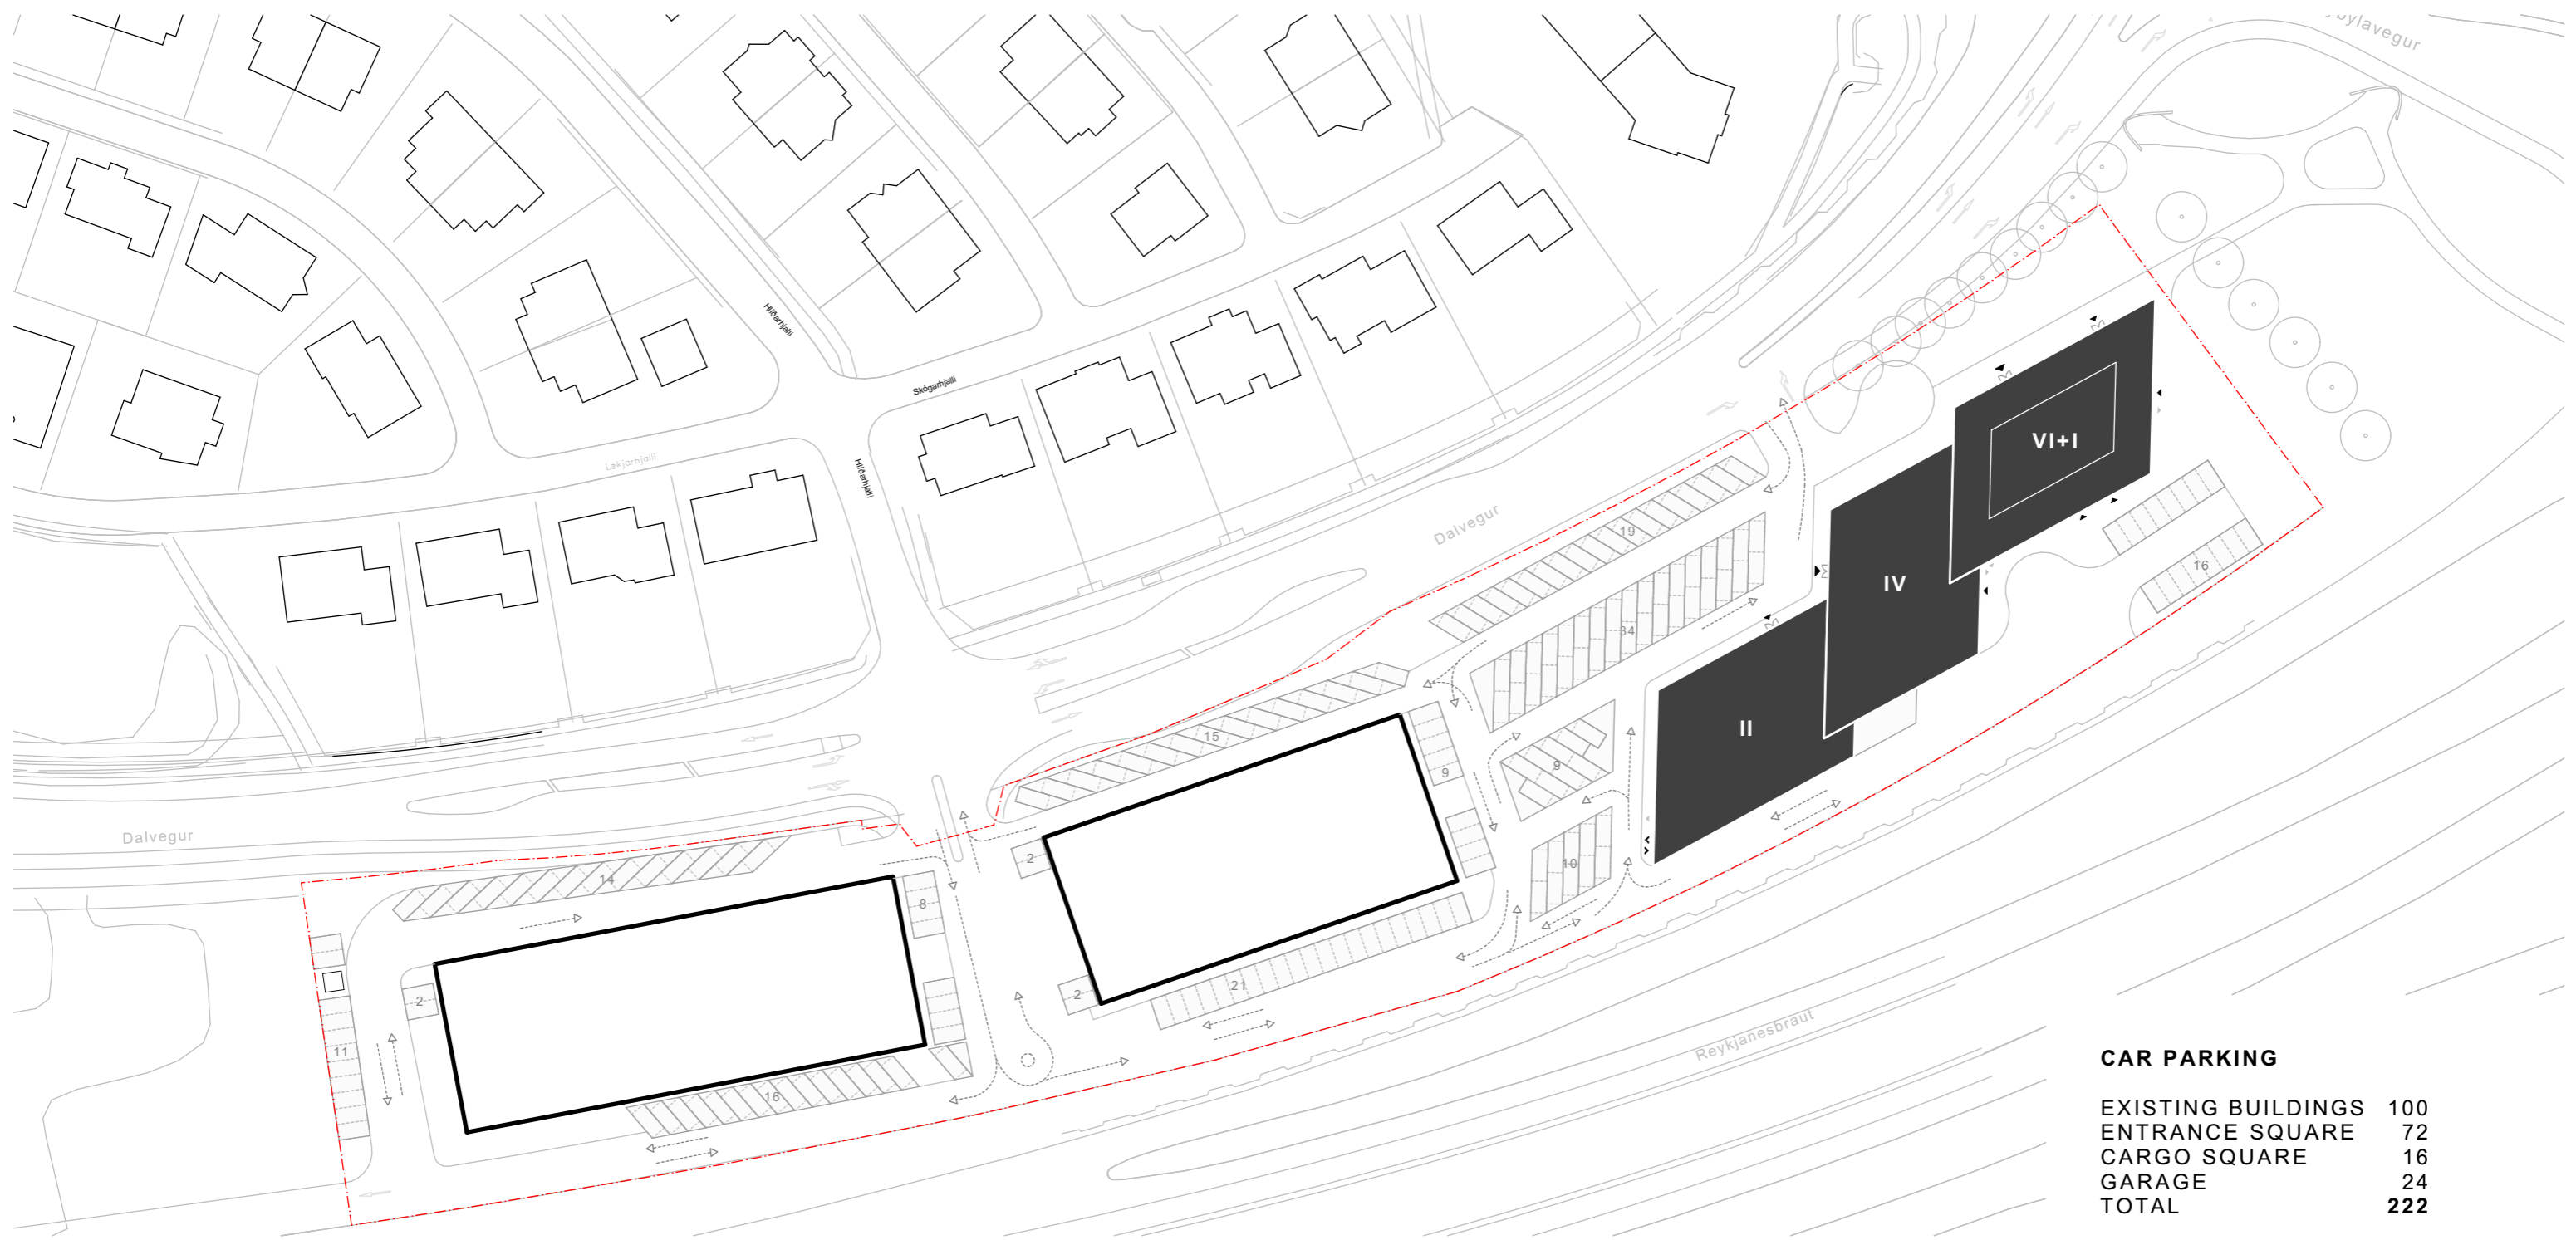 Hlíðarhjalli
Skógarhjalli
Lækjarhjalli
Hlíðarhjalli
Dalvegur
VI+I
19
IV
16
34
II
15
9
9
Dalvegur
2
10
14
8
2
21
2
11
16
Reykjanesbraut
CAR PARKING
EXISTING BUILDINGS 100
ENTRANCE SQUARE 72
CARGO SQUARE 16
GARAGE 24
TOTAL 222